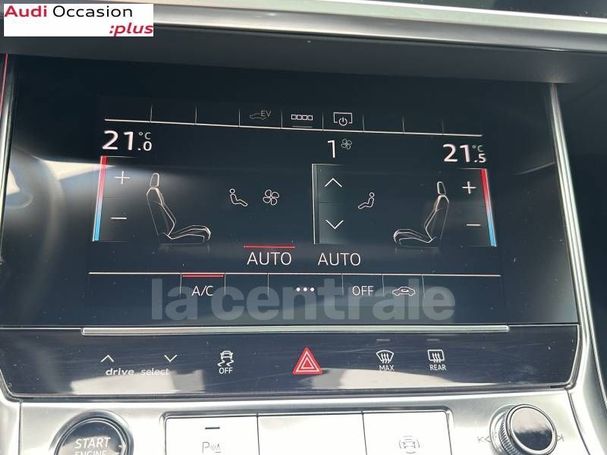 Audi Occasion
:plus
EV
21.0 °C
1
21.5 °C
+ +
− −
AUTO AUTO
A/C ••• OFF
la centrale
drive select
OFF
MAX
REAR
START
ENGINE
P